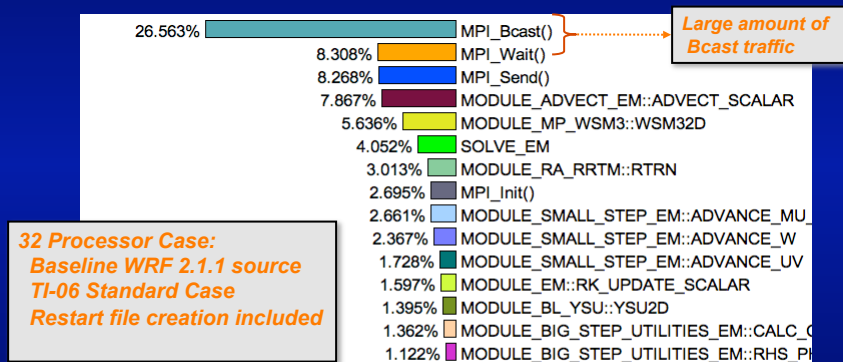 26.563% MPI_Bcast()
Large amount of
Bcast traffic
8.308% MPI_Wait()
8.268% MPI_Send()
7.867% MODULE_ADVECT_EM::ADVECT_SCALAR
5.636% MODULE_MP_WSM3::WSM32D
4.052% SOLVE_EM
3.013% MODULE_RA_RRTM::RTRN
2.695% MPI_Init()
2.661% MODULE_SMALL_STEP_EM::ADVANCE_MU_
2.367% MODULE_SMALL_STEP_EM::ADVANCE_W
1.728% MODULE_SMALL_STEP_EM::ADVANCE_UV
1.597% MODULE_EM::RK_UPDATE_SCALAR
1.395% MODULE_BL_YSU::YSU2D
1.362% MODULE_BIG_STEP_UTILITIES_EM::CALC_
1.122% MODULE_BIG_STEP_UTILITIES_EM::RHS_
32 Processor Case:
Baseline WRF 2.1.1 source
TI-06 Standard Case
Restart file creation included